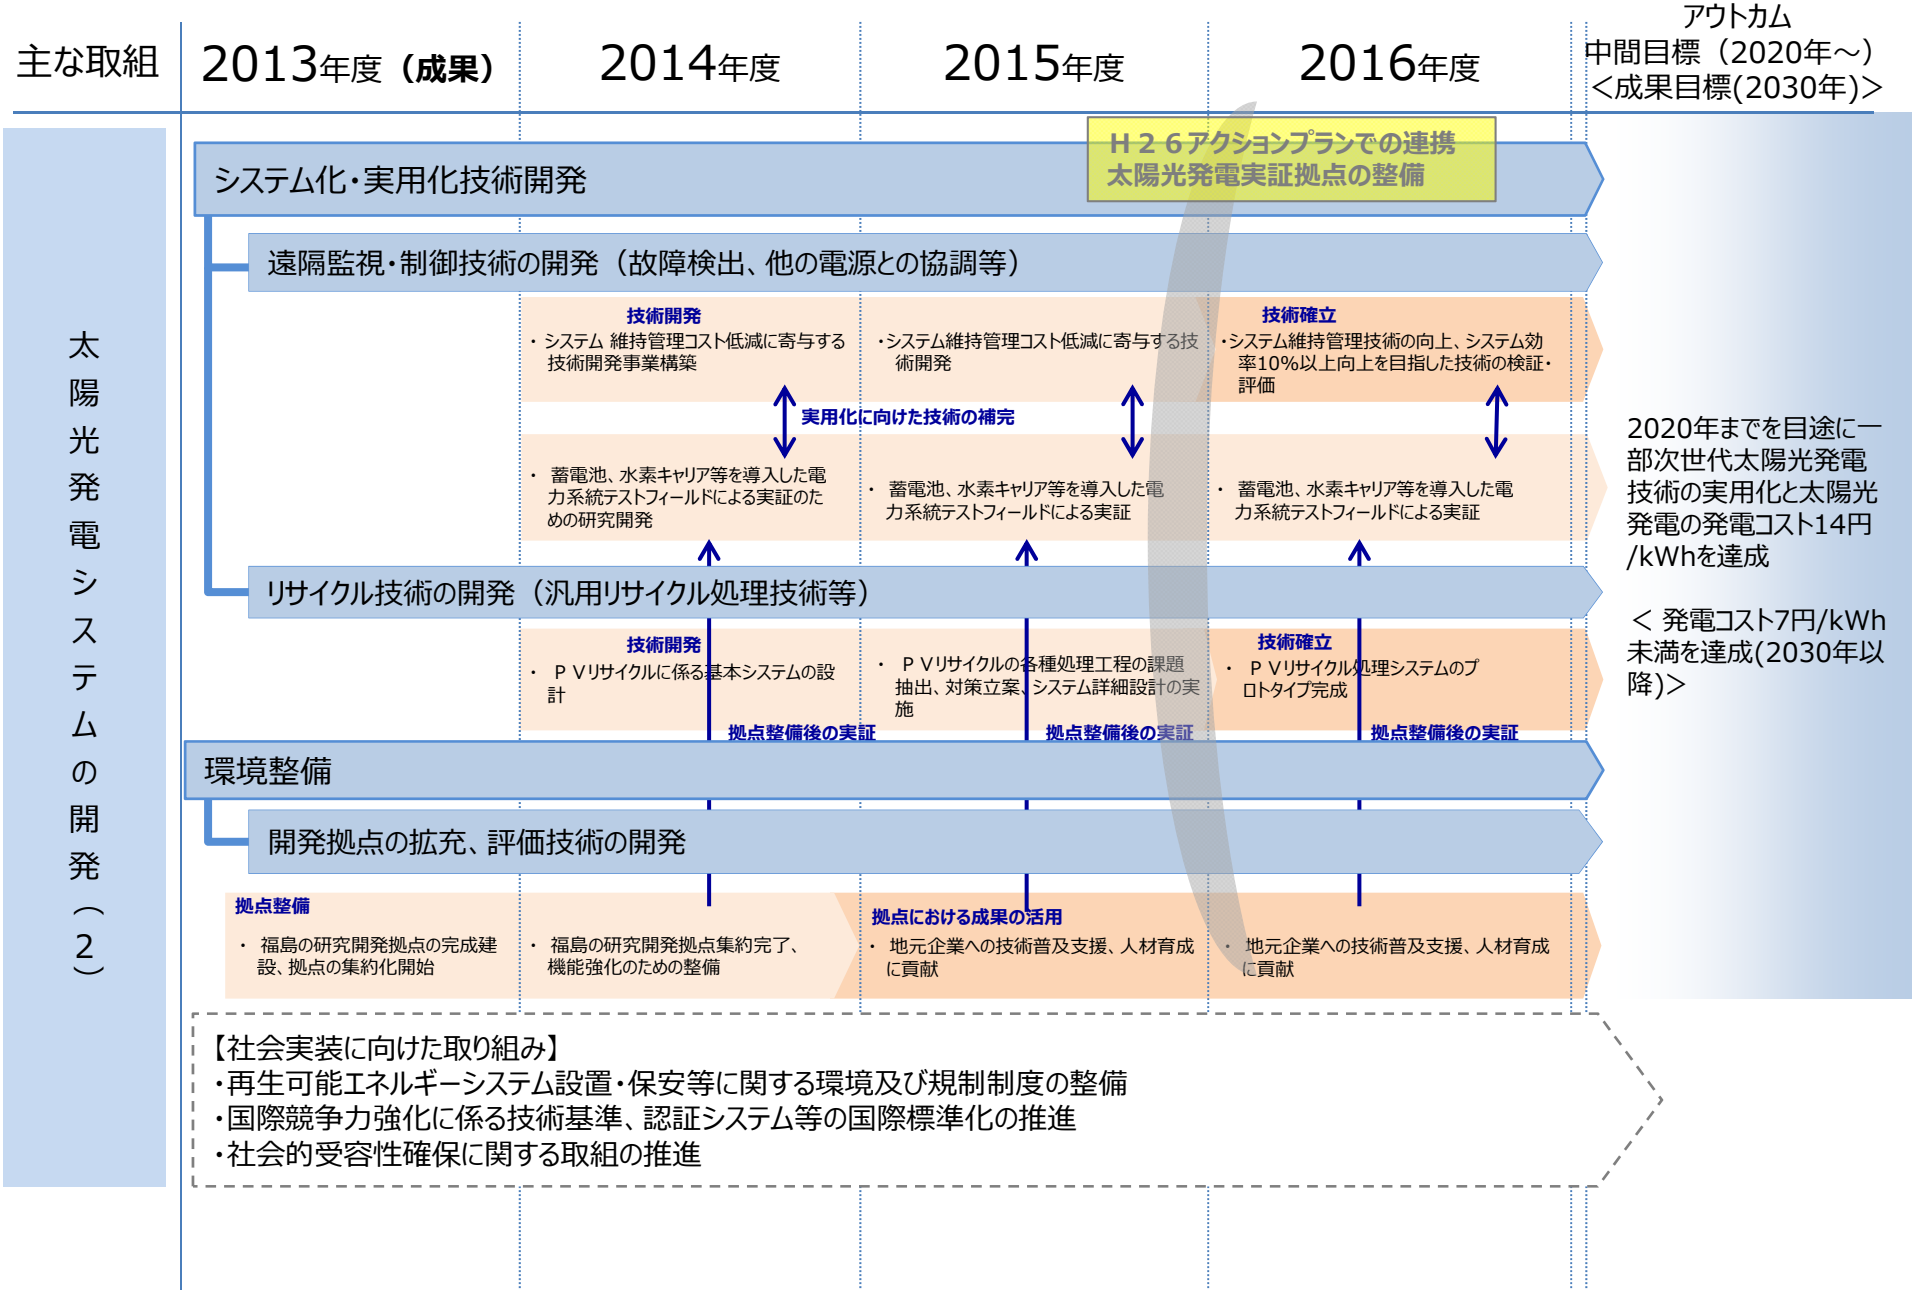 主な取組
2013年度（成果）
2014年度
2015年度
2016年度
アウトカム
中間目標（2020年～）
＜成果目標(2030年)＞
太陽光発電システムの開発（2）
H26アクションプランでの連携
太陽光発電実証拠点の整備
システム化・実用化技術開発
遠隔監視・制御技術の開発（故障検出、他の電源との協調等）
技術開発
・システム 維持管理コスト低減に寄与する
技術開発事業構築
・システム維持管理コスト低減に寄与する技
術開発
技術確立
・システム維持管理技術の向上、システム効
率10%以上向上を目指した技術の検証・
評価
実用化に向けた技術の補完
・ 蓄電池、水素キャリア等を導入した電
力系統テストフィールドによる実証のた
めの研究開発
・ 蓄電池、水素キャリア等を導入した電
力系統テストフィールドによる実証
・ 蓄電池、水素キャリア等を導入した電
力系統テストフィールドによる実証
リサイクル技術の開発（汎用リサイクル処理技術等）
技術開発
・ ＰＶリサイクルに係る基本システムの設
計
・ ＰＶリサイクルの各種処理工程の課題
抽出、対策立案、システム詳細設計の実
施
技術確立
・ ＰＶリサイクル処理システムのプ
ロトタイプ完成
拠点整備後の実証
拠点整備後の実証
拠点整備後の実証
環境整備
開発拠点の拡充、評価技術の開発
拠点整備
・ 福島の研究開発拠点の完成建
設、拠点の集約化開始
・ 福島の研究開発拠点集約完了、
機能強化のための整備
拠点における成果の活用
・ 地元企業への技術普及支援、人材育成
に貢献
・ 地元企業への技術普及支援、人材育成
に貢献
2020年までを目途に一
部次世代太陽光発電
技術の実用化と太陽光
発電の発電コスト14円
/kWhを達成
＜ 発電コスト7円/kWh
未満を達成(2030年以
降)＞
【社会実装に向けた取り組み】
・再生可能エネルギーシステム設置・保安等に関する環境及び規制制度の整備
・国際競争力強化に係る技術基準、認証システム等の国際標準化の推進
・社会的受容性確保に関する取組の推進